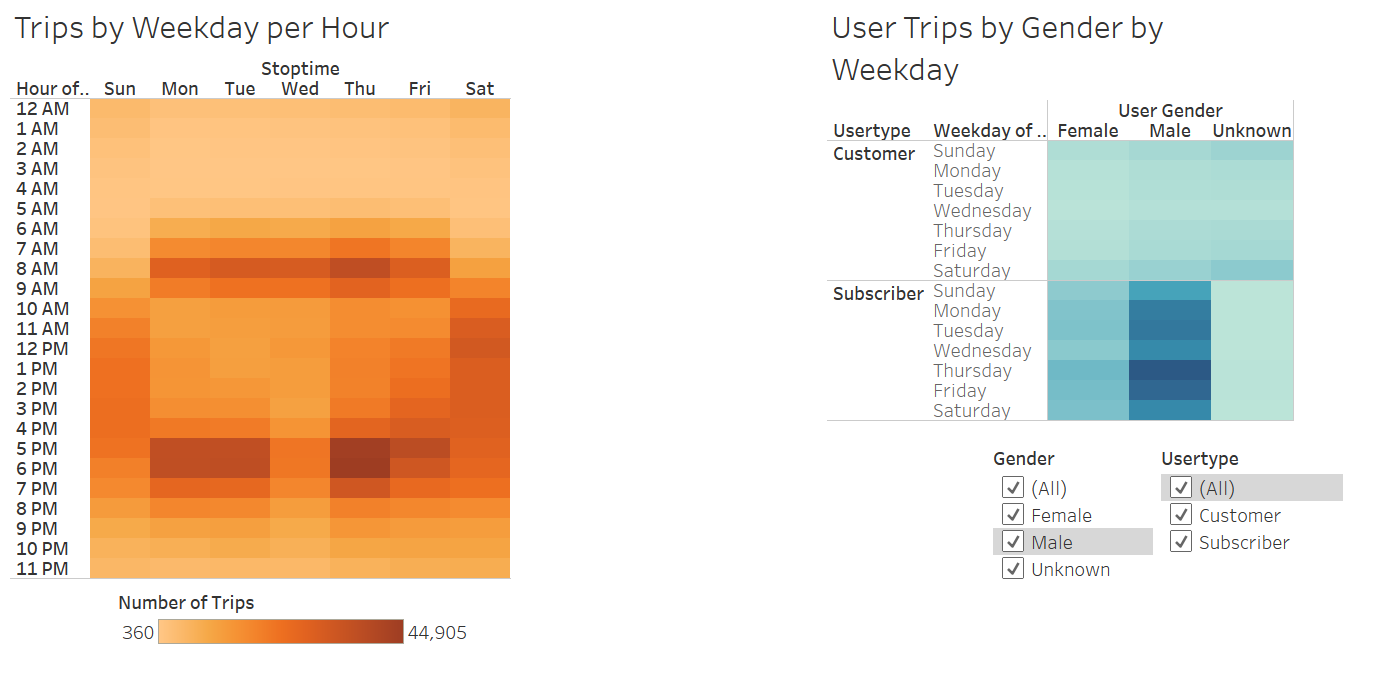 Trips by Weekday per Hour
Stoptime
Hour of.. Sun Mon Tue Wed Thu Fri Sat
12 AM
1 AM
2 AM
3 AM
4 AM
5 AM
6 AM
7 AM
8 AM
9 AM
10 AM
11 AM
12 PM
1 PM
2 PM
3 PM
4 PM
5 PM
6 PM
7 PM
8 PM
9 PM
10 PM
11 PM
Number of Trips
360 44,905
User Trips by Gender by
Weekday
User Gender
Usertype Weekday of .. Female Male Unknown
Customer Sunday
Monday
Tuesday
Wednesday
Thursday
Friday
Saturday
Subscriber Sunday
Monday
Tuesday
Wednesday
Thursday
Friday
Saturday
Gender
(All)
Female
Male
Unknown
Usertype
(All)
Customer
Subscriber